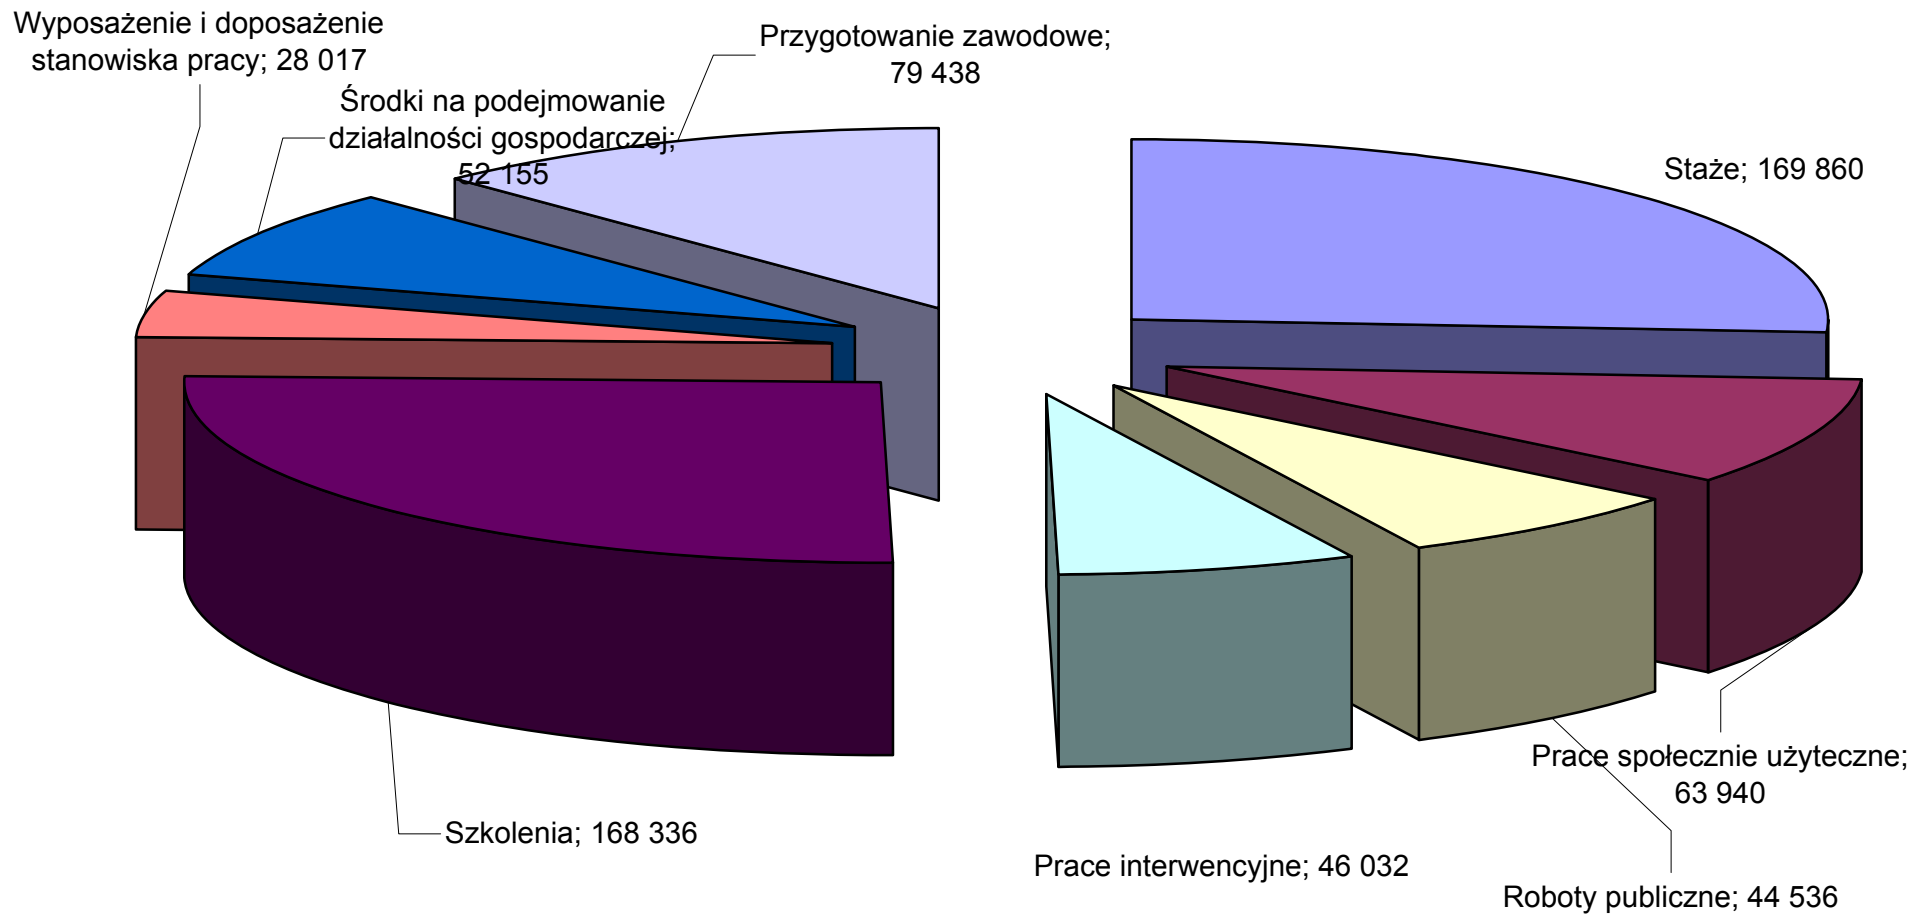 Wyposażenie i doposażenie
stanowiska pracy; 28 017
Środki na podejmowanie
działalności gospodarczej;
52 155
Przygotowanie zawodowe;
79 438
Staże; 169 860
Prace społecznie użyteczne;
63 940
Szkolenia; 168 336
Prace interwencyjne; 46 032
Roboty publiczne; 44 536